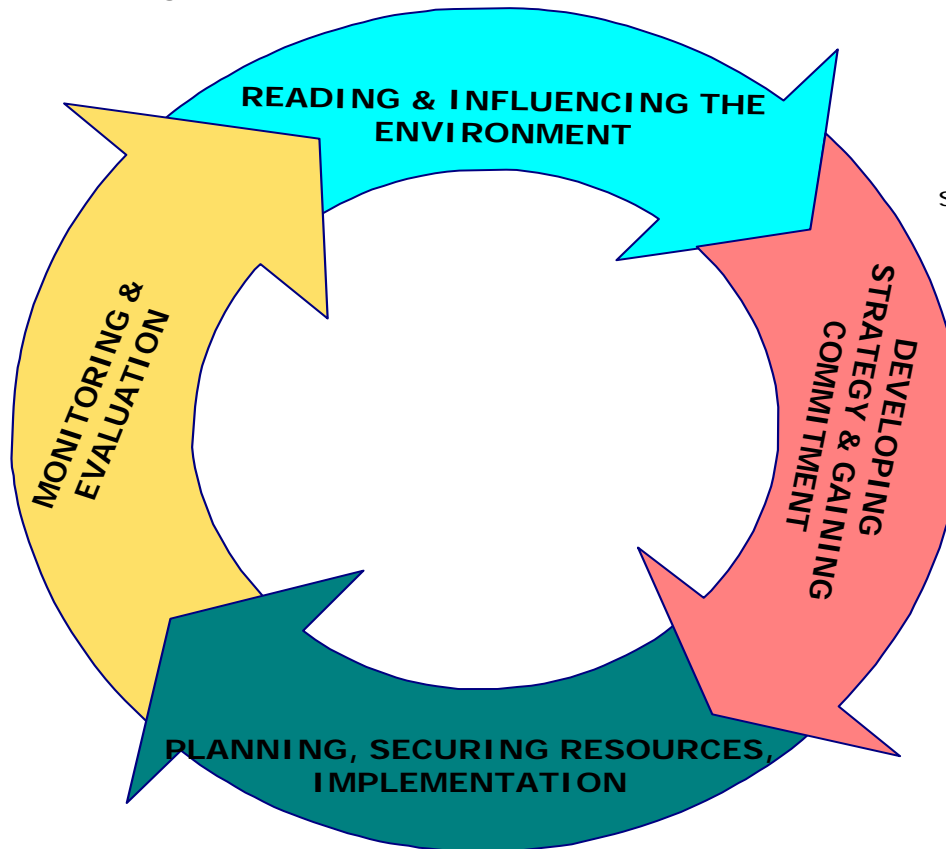 READING & INFLUENCING THE
ENVIRONMENT
S
DEVELOPING
STRATEGY & GAINING
COMMITMENT
PLANNING, SECURING RESOURCES,
IMPLEMENTATION
MONITORING &
EVALUATION